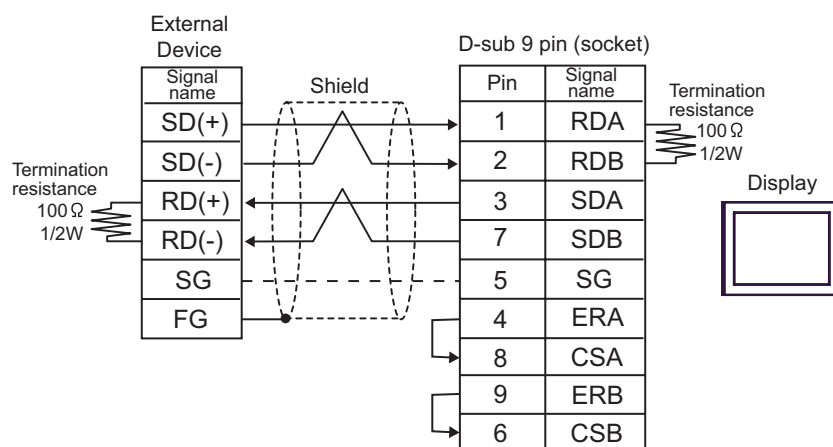 External
Device
D-sub 9 pin (socket)
Signal
name
Shield
Pin
Signal
name
Termination
resistance
100 Ω
1/2W
SD(+)
1
RDA
SD(-)
2
RDB
Termination
resistance
100 Ω
1/2W
RD(+)
3
SDA
Display
RD(-)
7
SDB
SG
5
SG
FG
4
ERA
8
CSA
9
ERB
6
CSB